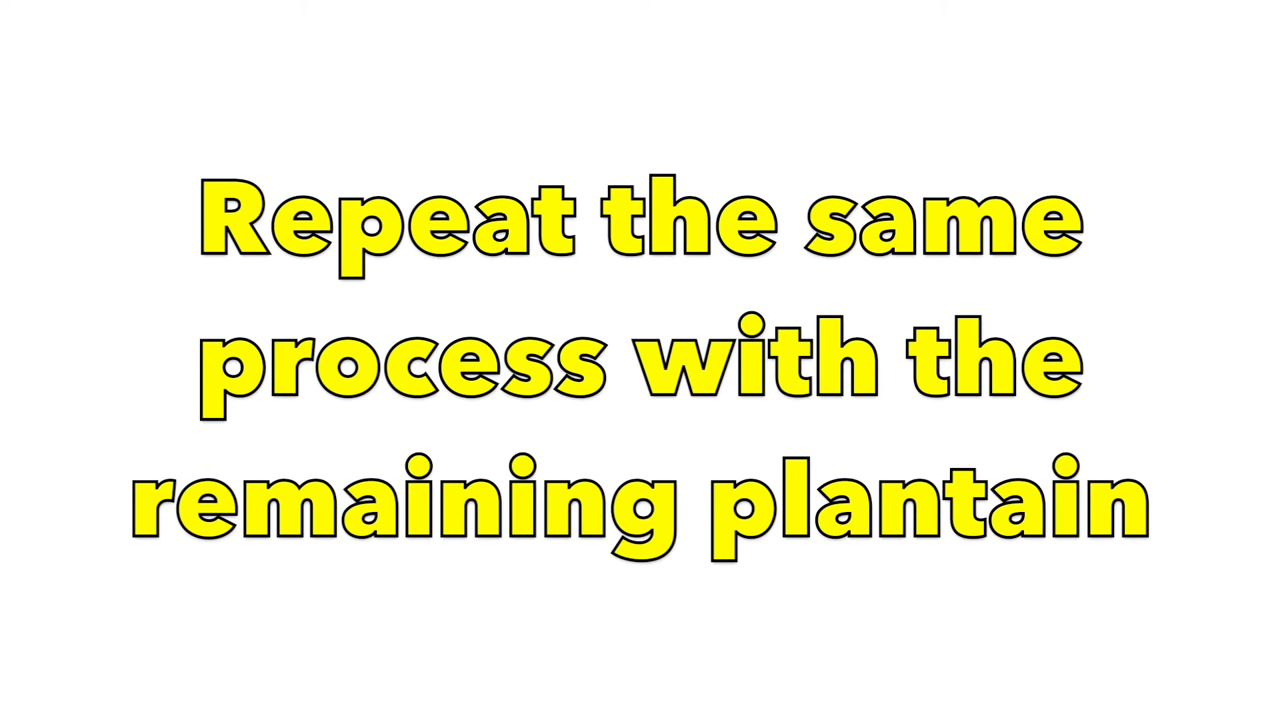 Repeat the same
process with the
remaining plantain